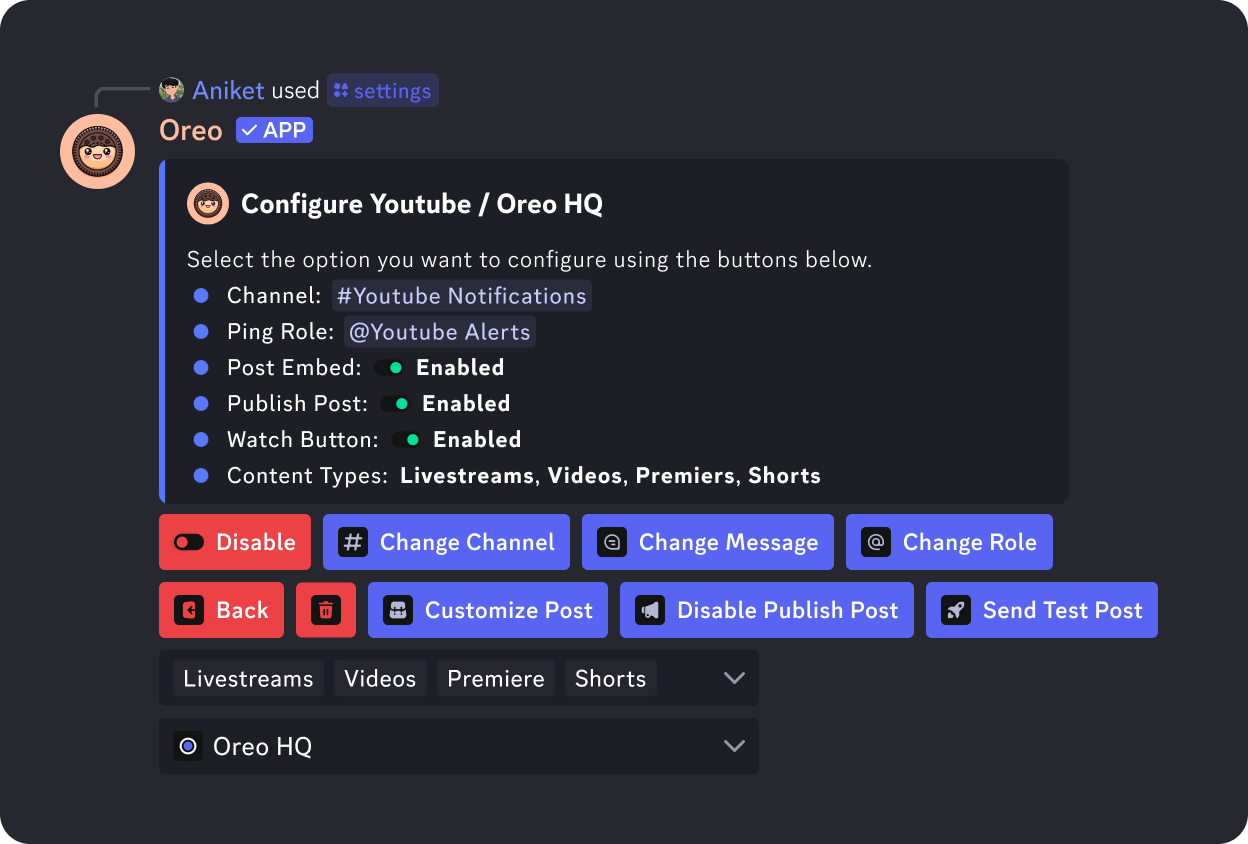 Aniket used settings
Oreo APP
Configure Youtube / Oreo HQ
Select the option you want to configure using the buttons below.
Channel: #Youtube Notifications
Ping Role: @Youtube Alerts
Post Embed: Enabled
Publish Post: Enabled
Watch Button: Enabled
Content Types: Livestreams, Videos, Premiers, Shorts
Disable Change Channel Change Message Change Role
Back Customize Post Disable Publish Post Send Test Post
Livestreams Videos Premiere Shorts
Oreo HQ